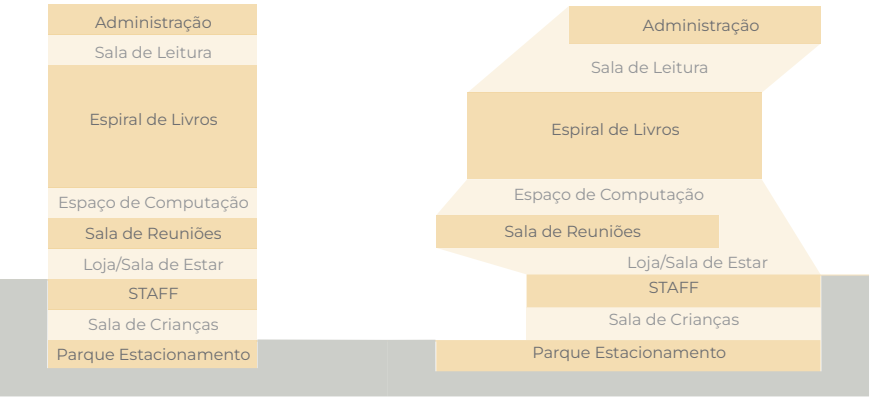 Administração
Sala de Leitura
Espiral de Livros
Espaço de Computação
Sala de Reuniões
Loja/Sala de Estar
STAFF
Sala de Crianças
Parque Estacionamento
Administração
Sala de Leitura
Espiral de Livros
Espaço de Computação
Sala de Reuniões
Loja/Sala de Estar
STAFF
Sala de Crianças
Parque Estacionamento